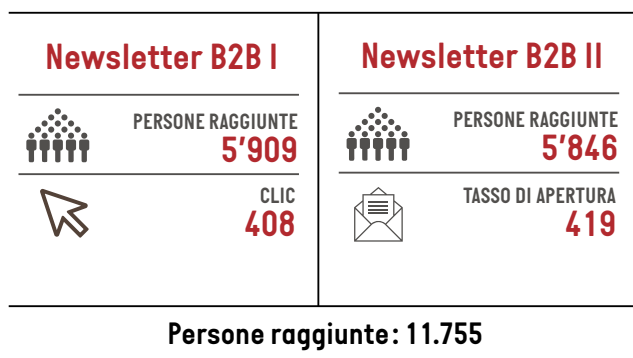 Newsletter B2B I
PERSONE RAGGIUNTE
5’909
CLIC
408
Newsletter B2B II
PERSONE RAGGIUNTE
5’846
TASSO DI APERTURA
419
Persone raggiunte: 11.755